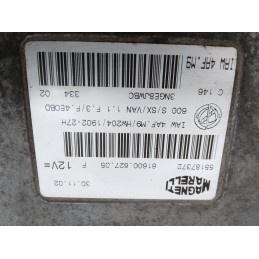 MAGNETI
MARELLI
30.11.02 F 12V=
55187372 61600.627.05
IAW 4AF.M9/HW204/1902-27H
600 S/SX/VAN 1.1 F.3/F.4EOBD
3NGE8JWBC 334 02
IAW 4AF.M9 C 146